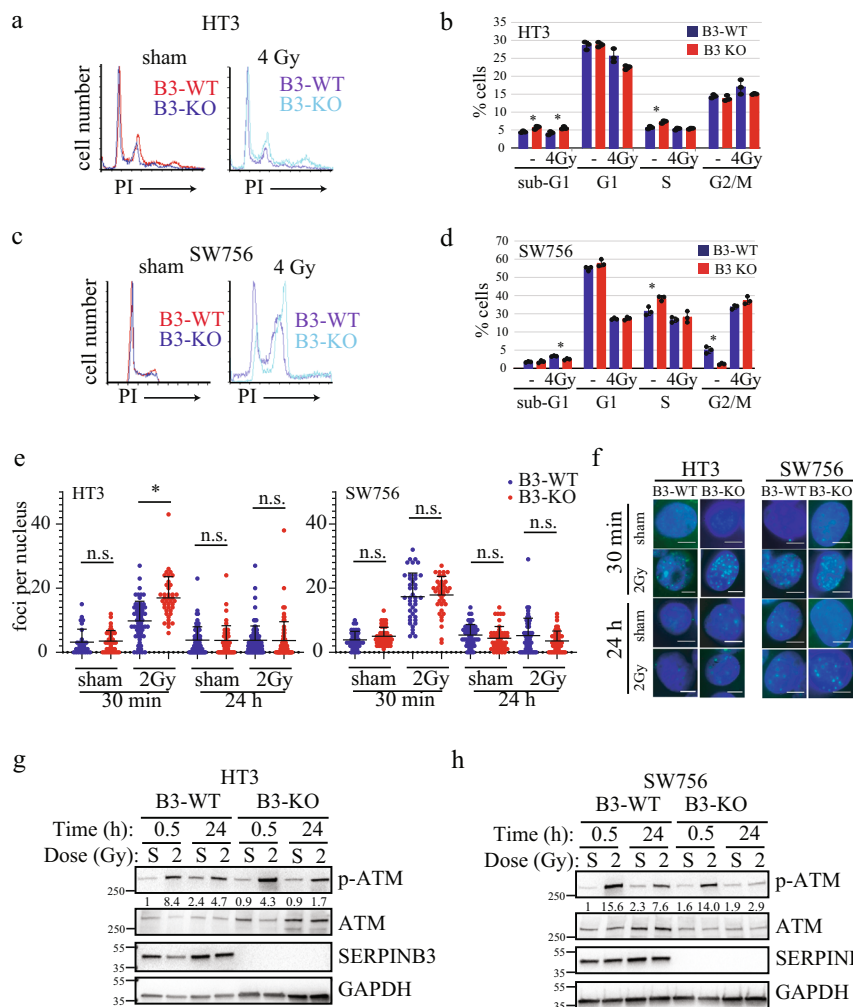 a
HT3
sham
4 Gy
B3-WT
B3-KO
B3-WT
B3-KO
cell number
PI
PI
b
HT3
B3-WT
B3 KO
% cells
35
30
25
20
15
10
5
0
* * *
- 4Gy - 4Gy - 4Gy - 4Gy
sub-G1 G1 S G2/M
c
SW756
sham
4 Gy
B3-WT
B3-KO
B3-WT
B3-KO
cell number
PI
PI
d
SW756
B3-WT
B3 KO
% cells
70
60
50
40
30
20
5
0
* * *
- 4Gy - 4Gy - 4Gy - 4Gy
sub-G1 G1 S G2/M
e
HT3
foci per nucleus
40
20
0
n.s. * n.s. n.s.
sham 2Gy sham 2Gy
30 min 24 h
SW756
B3-WT
B3-KO
40
20
0
n.s. n.s. n.s. n.s.
sham 2Gy sham 2Gy
30 min 24 h
f
HT3 SW756
B3-WT B3-KO B3-WT B3-KO
30 min
sham
2Gy
24 h
sham
2Gy
g
HT3
B3-WT B3-KO
Time (h): 0.5 24 0.5 24
Dose (Gy): S 2 S 2 S 2 S 2
250 p-ATM
1 8.4 2.4 4.7 0.9 4.3 0.9 1.7
250 ATM
55
35
SERPINB3
55
35
GAPDH
h
SW756
B3-WT B3-KO
Time (h): 0.5 24 0.5 24
Dose (Gy): S 2 S 2 S 2 S 2
250 p-ATM
1 15.6 2.3 7.6 1.6 14.0 1.9 2.9
250 ATM
55
35
55
35
GAPDH